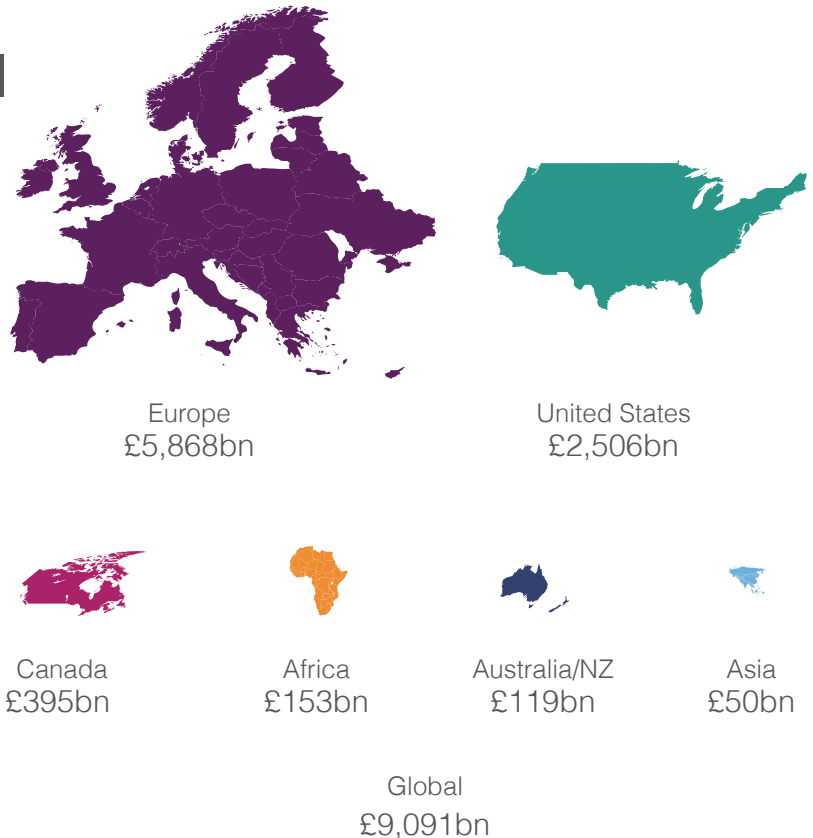 Europe
£5,868bn
United States
£2,506bn
Canada
£395bn
Africa
£153bn
Australia/NZ
£119bn
Asia
£50bn
Global
£9,091bn